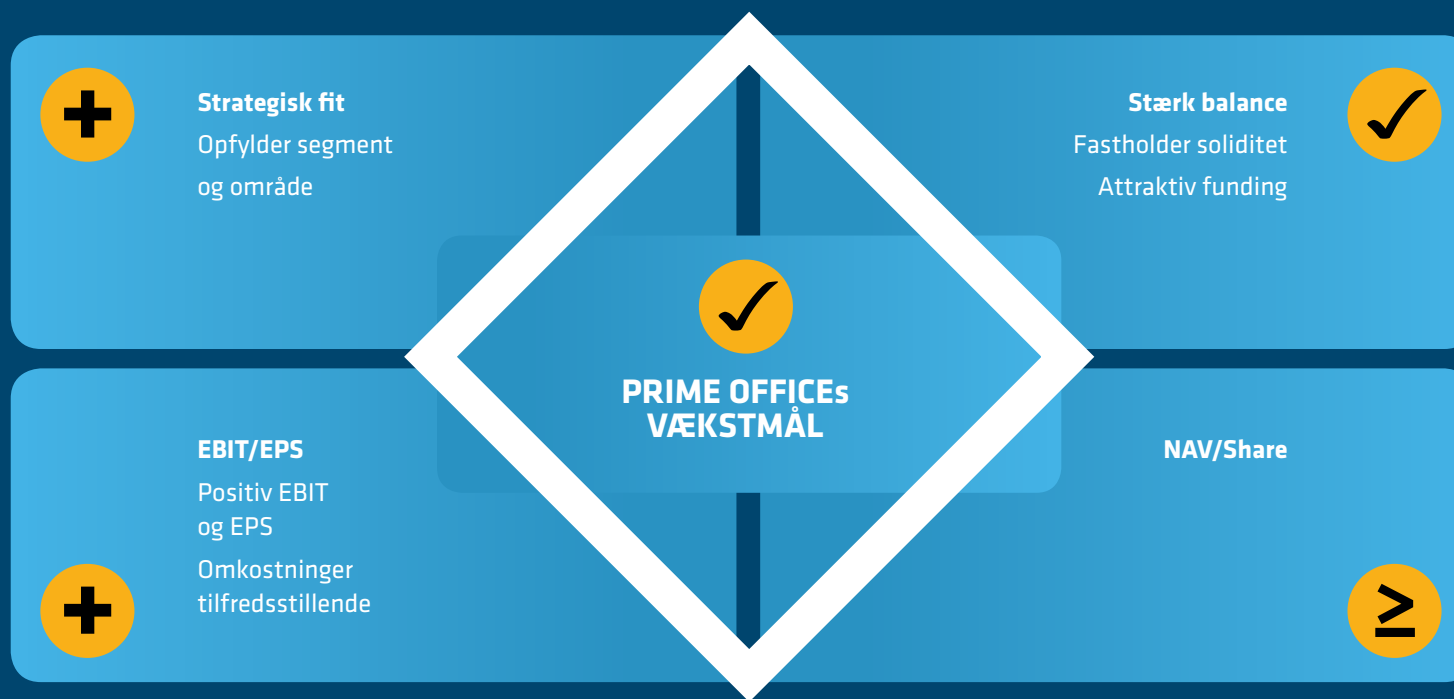 Strategisk fit
Opfylder segment
og område
Stærk balance
Fastholder soliditet
Attraktiv funding
PRIME OFFICEs
VÆKSTMÅL
EBIT/EPS
Positiv EBIT
og EPS
Omkostninger
tilfredsstillende
NAV/Share
≥